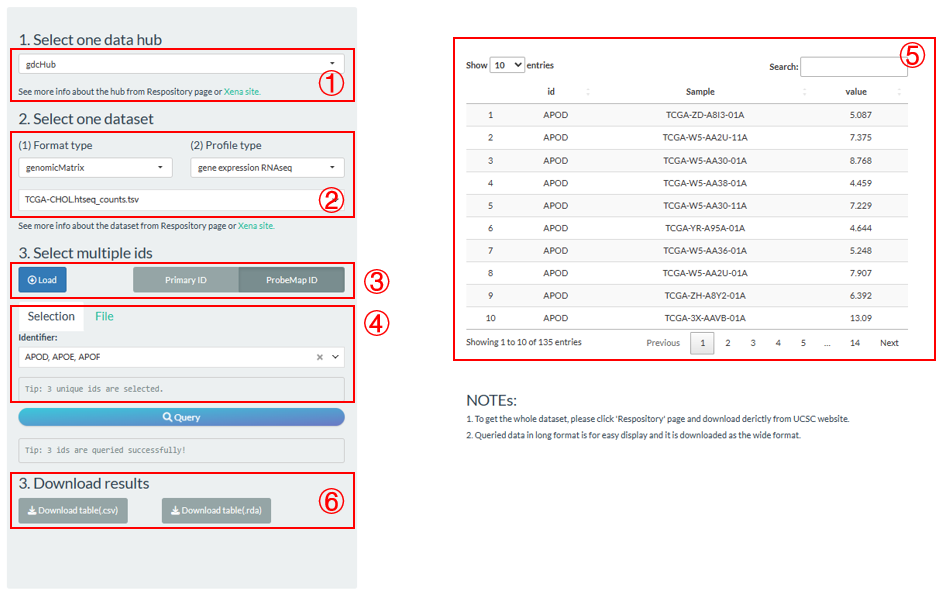 1. Select one data hub
gdcHub
①
See more info about the hub from Respository page or Xena site.
2. Select one dataset
(1) Format type (2) Profile type
genomicMatrix gene expression RNAseq
TCGA-CHOL.htseq_counts.tsv
②
See more info about the dataset from Respository page or Xena site.
3. Select multiple ids
Load Primary ID ProbeMap ID
③
Selection File
④
Identifier:
APOD, APOE, APOF
Tip: 3 unique ids are selected.
Query
Tip: 3 ids are queried successfully!
3. Download results
⑥
Download table(.csv) Download table(.rda)
⑤
Show 10 entries Search:
id Sample value
1 APOD TCGA-ZD-A8I3-01A 5.087
2 APOD TCGA-W5-AA2U-11A 7.375
3 APOD TCGA-W5-AA30-01A 8.768
4 APOD TCGA-W5-AA38-01A 4.459
5 APOD TCGA-W5-AA30-11A 7.229
6 APOD TCGA-YR-A95A-01A 4.644
7 APOD TCGA-W5-AA36-01A 5.248
8 APOD TCGA-W5-AA2U-01A 7.907
9 APOD TCGA-ZH-A8Y2-01A 6.392
10 APOD TCGA-3X-AAVB-01A 13.09
Showing 1 to 10 of 135 entries Previous 1 2 3 4 5 ... 14 Next
NOTEs:
1. To get the whole dataset, please click 'Respository' page and download derictly from UCSC website.
2. Queried data in long format is for easy display and it is downloaded as the wide format.